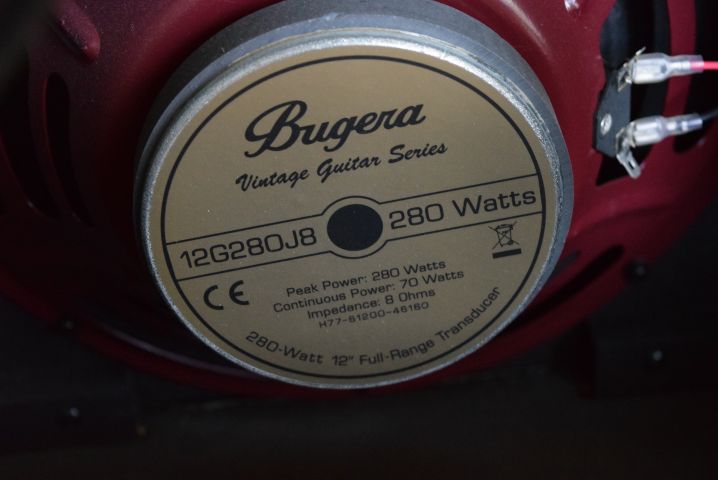 Bugera
Vintage Guitar Series
12G280J8 280 Watts
Peak Power: 280 Watts
Continuous Power: 70 Watts
Impedance: 8 Ohms
H77-61200-46160
CE
280-Watt 12" Full-Range Transducer